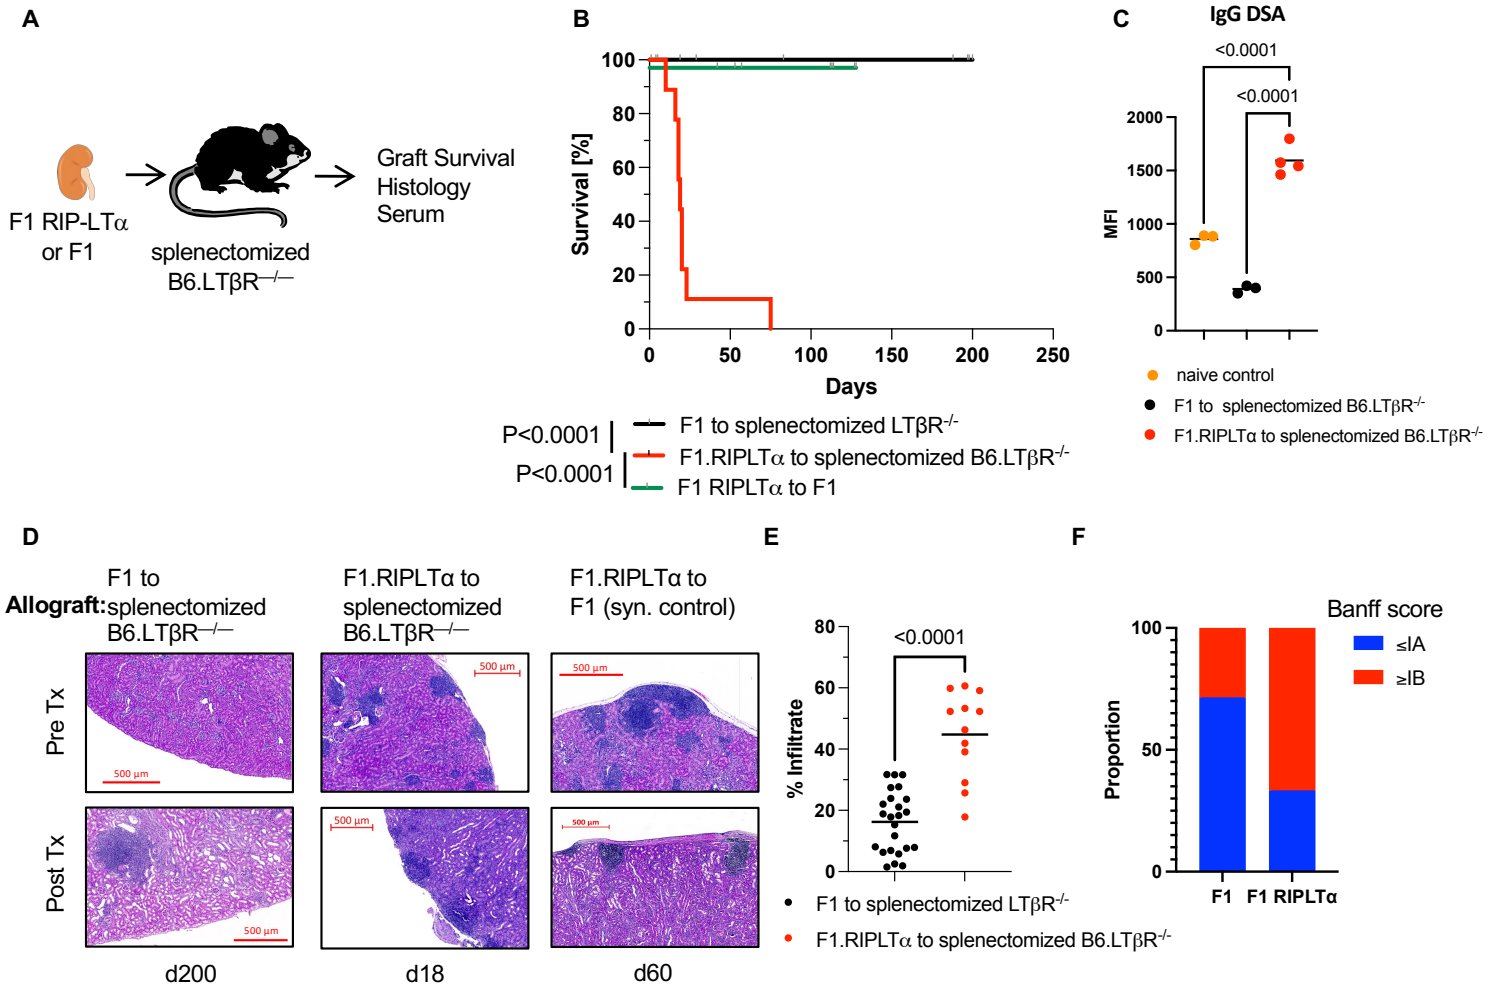 A
F1 RIP-LTα
or F1
splenectomized
B6.LTβR—/—
Graft Survival
Histology
Serum
B
Survival [%]
100
80
60
40
20
0
0 50 100 150 200 250
Days
P<0.0001
P<0.0001
F1 to splenectomized LTβR-/-
F1.RIPLTα to splenectomized B6.LTβR-/-
F1 RIPLTα to F1
C
IgG DSA
<0.0001
<0.0001
MFI
2000
1500
1000
500
0
naive control
F1 to splenectomized B6.LTβR-/-
F1.RIPLTα to splenectomized B6.LTβR-/-
D
Allograft:
F1 to
splenectomized
B6.LTβR—/—
F1.RIPLTα to
splenectomized
B6.LTβR—/—
F1.RIPLTα to
F1 (syn. control)
Pre Tx
500 µm
500 µm
500 µm
Post Tx
500 µm
500 µm
500 µm
d200
d18
d60
E
<0.0001
% Infiltrate
80
60
40
20
0
F1 to splenectomized LTβR-/-
F1.RIPLTα to splenectomized B6.LTβR-/-
F
Banff score
≤IA
≥IB
Proportion
100
50
0
F1 F1 RIPLTα